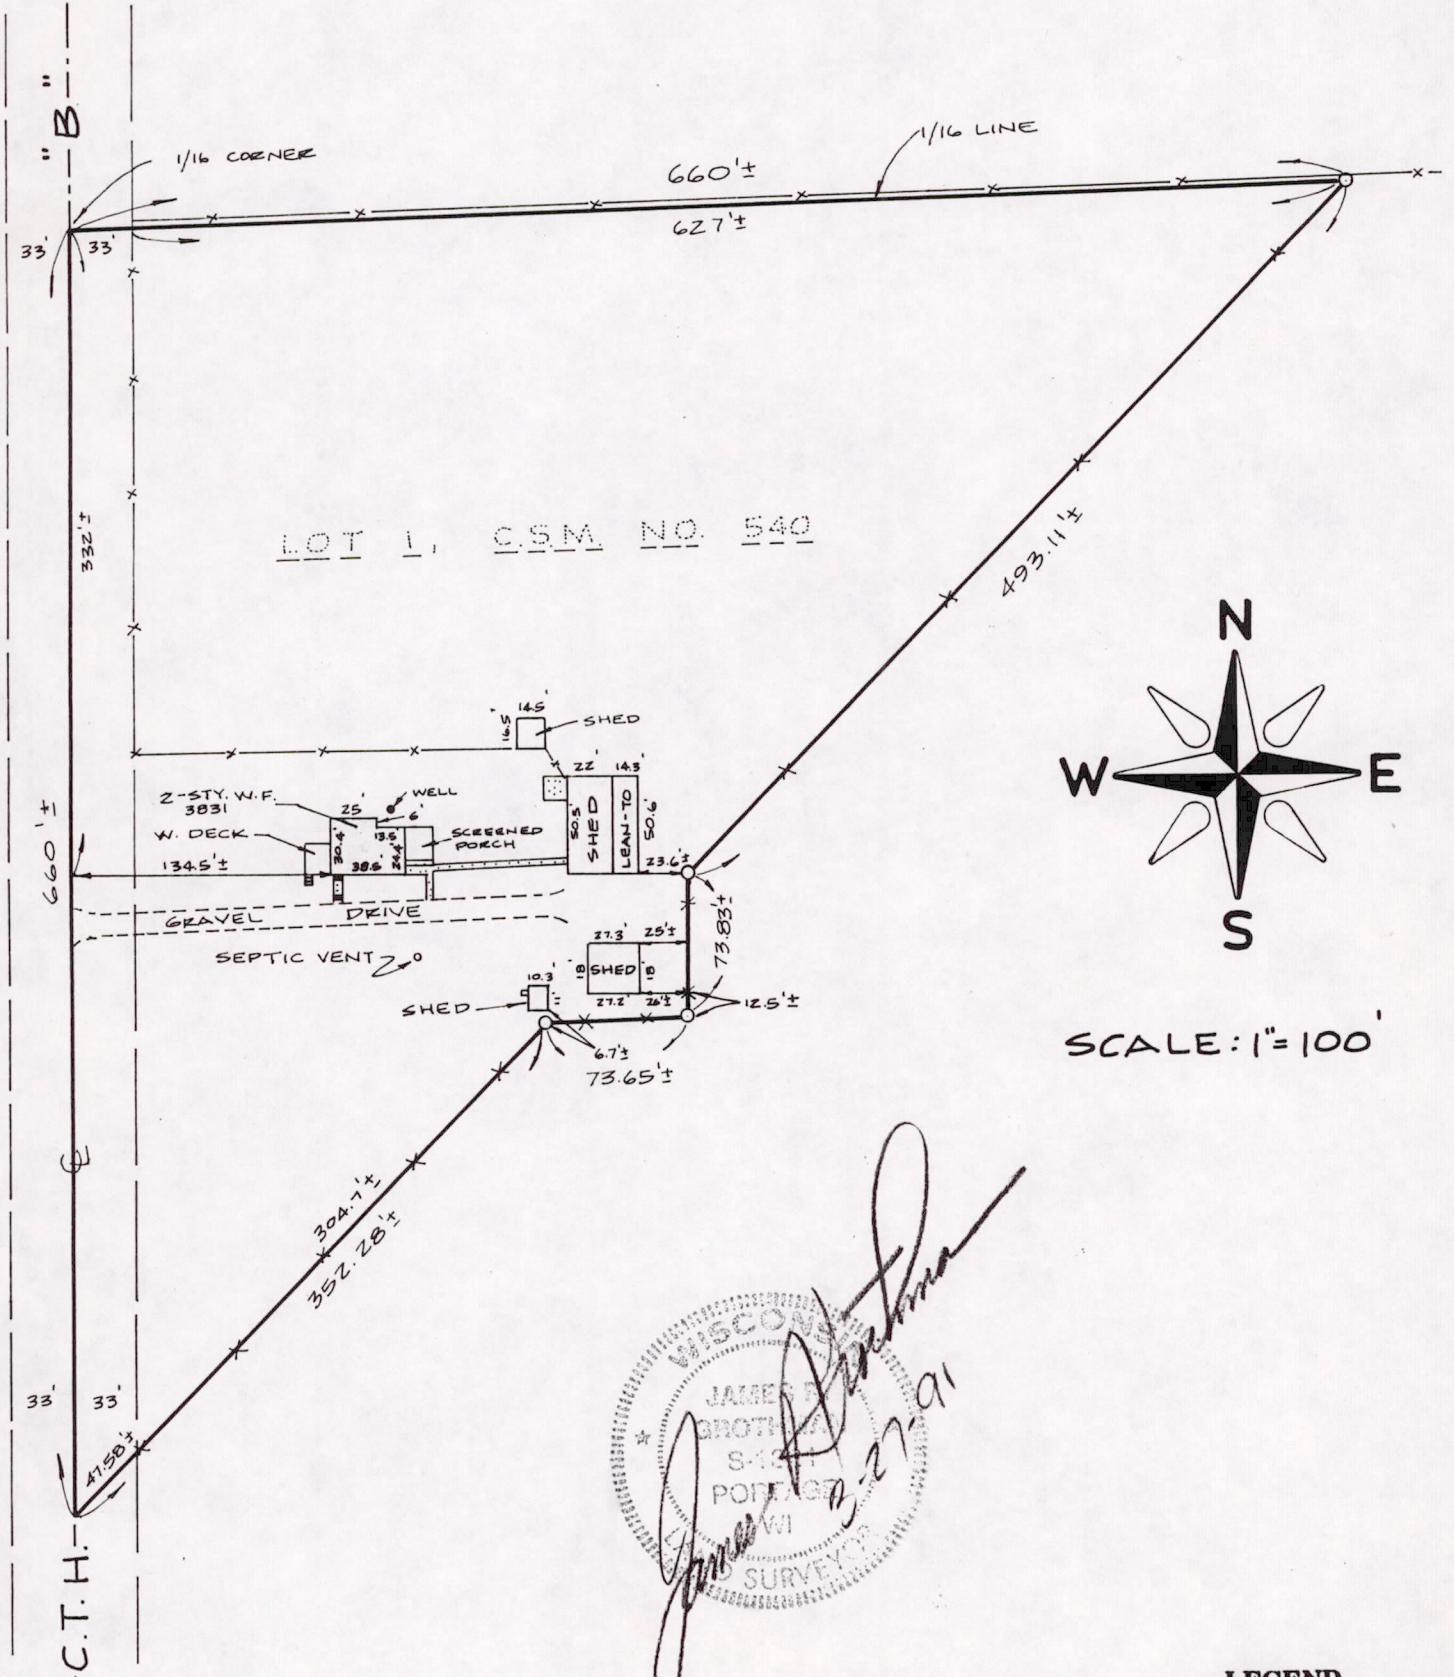 "B"
1/16 CORNER
660'±
1/16 LINE
627'±
33' 33'
332'±
LOT 1, C.S.M. NO. 540
493.11'±
N
W E
S
14.5'
16.5'
SHED
22' 14.3'
2-STY. W.F.
3831
25'
WELL
6'
W. DECK
30.4'
13.5'
24.4'
38.5'
SCREENED
PORCH
50.5'
SHED
LEAN-TO
50.6'
134.5'±
23.6'±
660'±
GRAVEL DRIVE
73.83'±
27.3' 25'±
SEPTIC VENT
18' SHED 18'
10.3'
27.2' 26'±
12.5'±
SHED
6.7'±
73.65'±
SCALE: 1"=100'
℄
304.7'±
352.28'±
33' 33'
47.58'±
WISCONSIN
JAMES
GROTHMAN
PORTAGE
WI
LAND SURVEYOR
3-27-91
C.T.H.
LEGEND